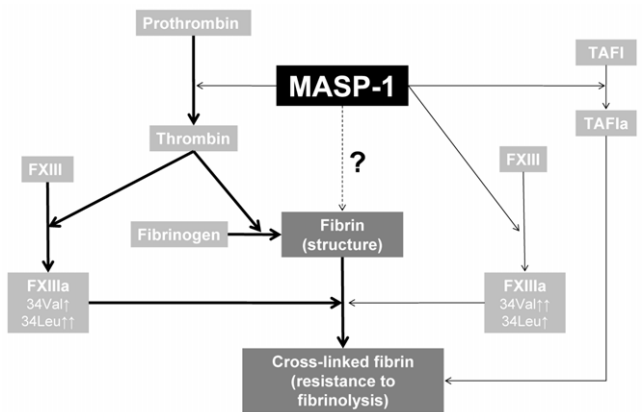 Prothrombin
TAFI
MASP-1
TAFIa
Thrombin
?
FXIII
FXIII
Fibrinogen
Fibrin
(structure)
FXIIIa
34Val↑
34Leu↑↑
FXIIIa
34Val↑↑
34Leu↑
Cross-linked fibrin
(resistance to
fibrinolysis)